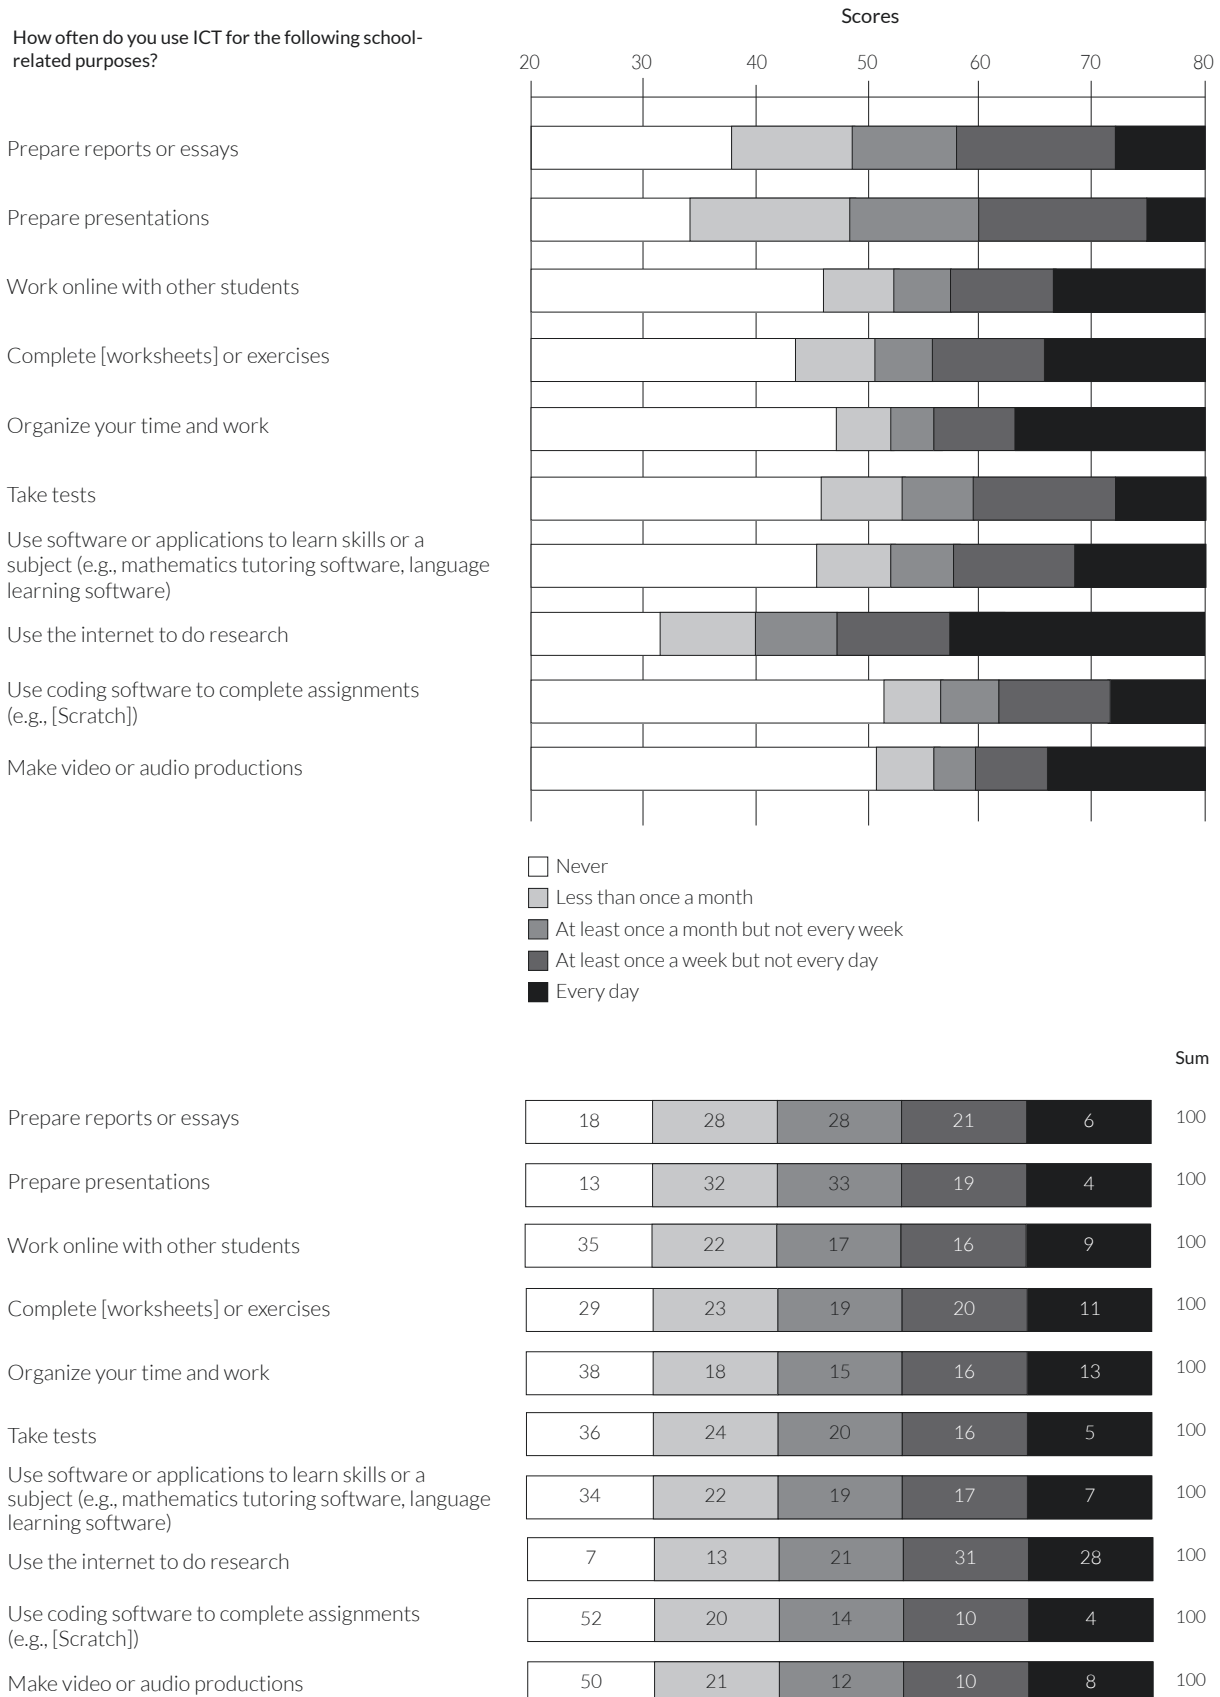 Scores
How often do you use ICT for the following school-
related purposes?
20 30 40 50 60 70 80
Prepare reports or essays
Prepare presentations
Work online with other students
Complete [worksheets] or exercises
Organize your time and work
Take tests
Use software or applications to learn skills or a
subject (e.g., mathematics tutoring software, language
learning software)
Use the internet to do research
Use coding software to complete assignments
(e.g., [Scratch])
Make video or audio productions
Never
Less than once a month
At least once a month but not every week
At least once a week but not every day
Every day
Sum
Prepare reports or essays 18 28 28 21 6 100
Prepare presentations 13 32 33 19 4 100
Work online with other students 35 22 17 16 9 100
Complete [worksheets] or exercises 29 23 19 20 11 100
Organize your time and work 38 18 15 16 13 100
Take tests 36 24 20 16 5 100
Use software or applications to learn skills or a
subject (e.g., mathematics tutoring software, language 34 22 19 17 7 100
learning software)
Use the internet to do research 7 13 21 31 28 100
Use coding software to complete assignments 52 20 14 10 4 100
(e.g., [Scratch])
Make video or audio productions 50 21 12 10 8 100